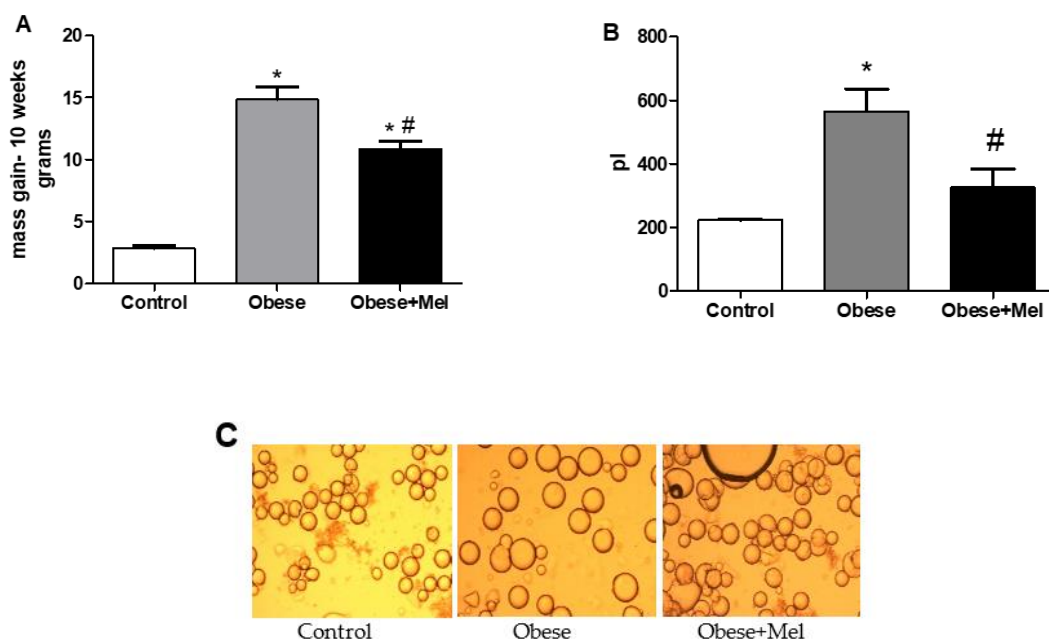 A
mass gain- 10 weeks
grams
20
15
10
5
0
*
* #
Control
Obese
Obese+Mel
B
pl
800
600
400
200
0
*
#
Control
Obese
Obese+Mel
C
Control
Obese
Obese+Mel